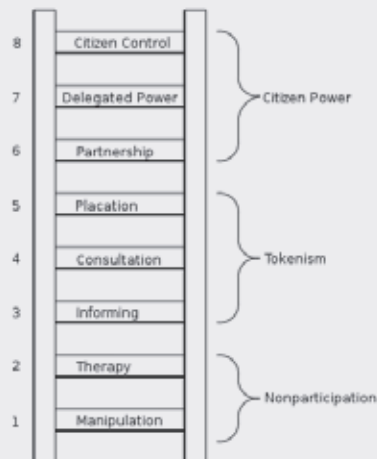 8 Citizen Control
7 Delegated Power
Citizen Power
6 Partnership
5 Placation
4 Consultation
Tokenism
3 Informing
2 Therapy
Nonparticipation
1 Manipulation